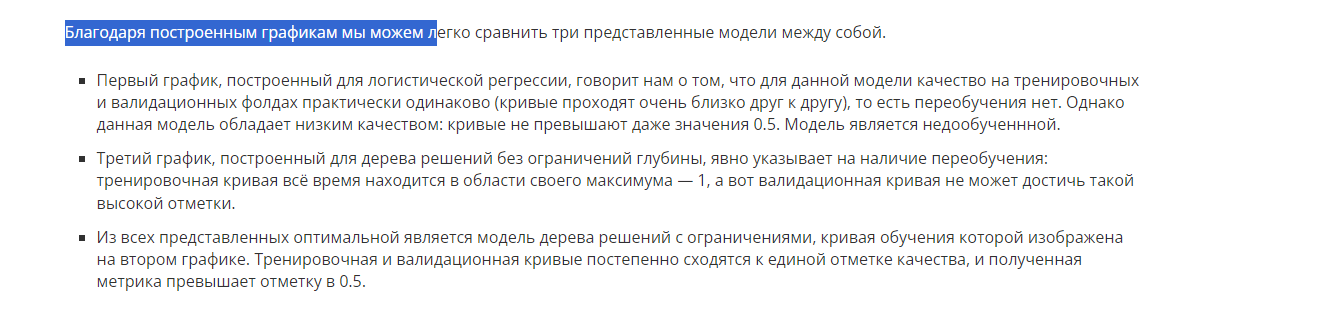 Благодаря построенным графикам мы можем легко сравнить три представленные модели между собой.
Первый график, построенный для логистической регрессии, говорит нам о том, что для данной модели качество на тренировочных
и валидационных фолдах практически одинаково (кривые проходят очень близко друг к другу), то есть переобучения нет. Однако
данная модель обладает низким качеством: кривые не превышают даже значения 0.5. Модель является недообученнной.
Третий график, построенный для дерева решений без ограничений глубины, явно указывает на наличие переобучения:
тренировочная кривая всё время находится в области своего максимума — 1, а вот валидационная кривая не может достичь такой
высокой отметки.
Из всех представленных оптимальной является модель дерева решений с ограничениями, кривая обучения которой изображена
на втором графике. Тренировочная и валидационная кривые постепенно сходятся к единой отметке качества, и полученная
метрика превышает отметку в 0.5.